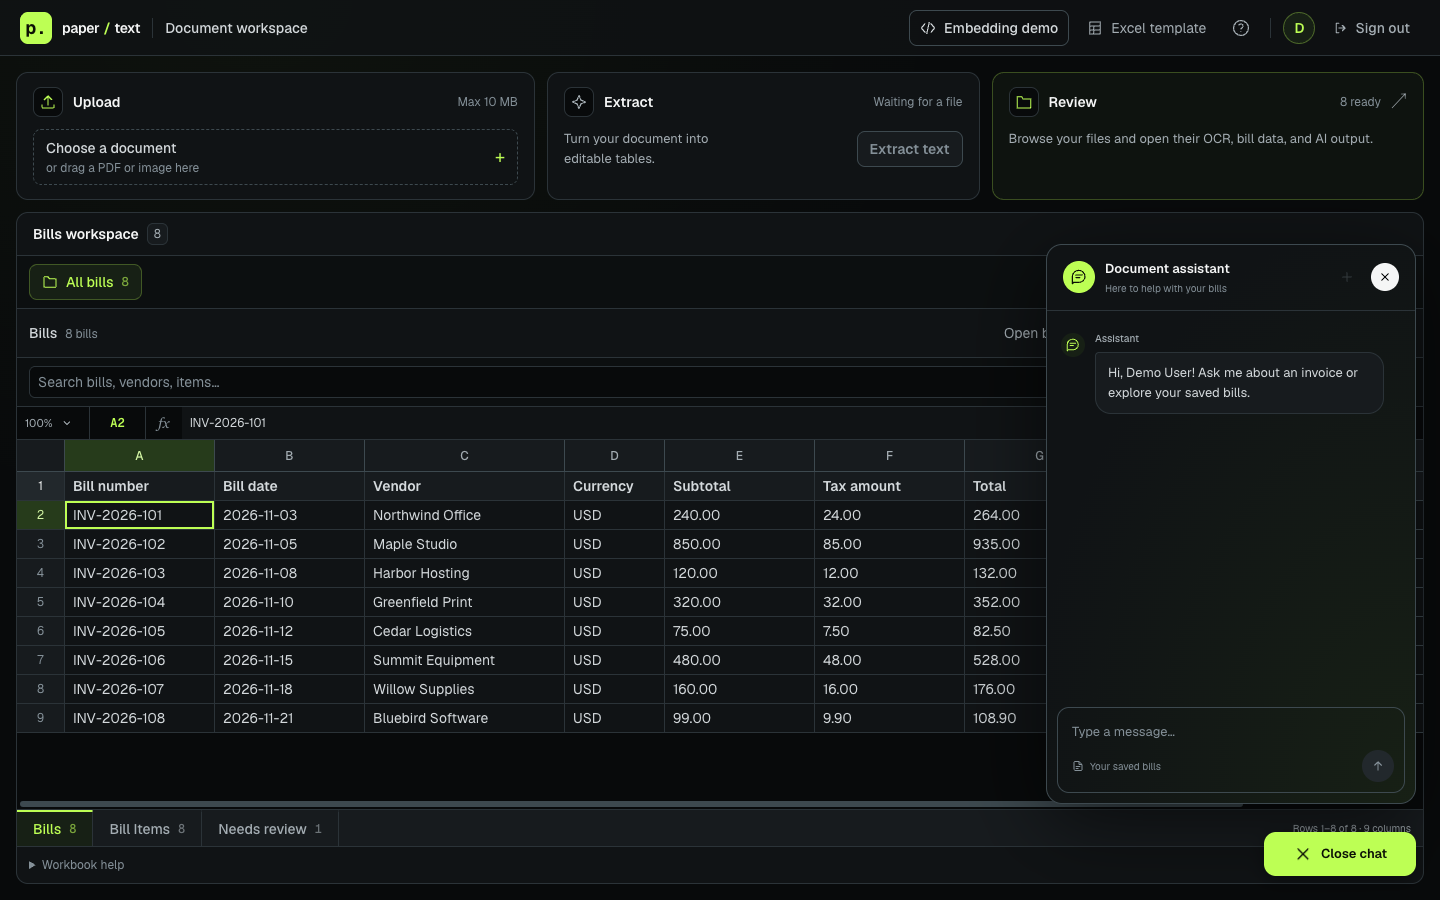 p. paper / text Document workspace
Embedding demo Excel template D Sign out
Upload Max 10 MB
Choose a document
or drag a PDF or image here
+
Extract Waiting for a file
Turn your document into
editable tables.
Extract text
Review 8 ready
Browse your files and open their OCR, bill data, and AI output.
Bills workspace 8
All bills 8
Bills 8 bills
Open b
Search bills, vendors, items...
100% A2 fx INV-2026-101
A B C D E F G
1 Bill number Bill date Vendor Currency Subtotal Tax amount Total
2 INV-2026-101 2026-11-03 Northwind Office USD 240.00 24.00 264.00
3 INV-2026-102 2026-11-05 Maple Studio USD 850.00 85.00 935.00
4 INV-2026-103 2026-11-08 Harbor Hosting USD 120.00 12.00 132.00
5 INV-2026-104 2026-11-10 Greenfield Print USD 320.00 32.00 352.00
6 INV-2026-105 2026-11-12 Cedar Logistics USD 75.00 7.50 82.50
7 INV-2026-106 2026-11-15 Summit Equipment USD 480.00 48.00 528.00
8 INV-2026-107 2026-11-18 Willow Supplies USD 160.00 16.00 176.00
9 INV-2026-108 2026-11-21 Bluebird Software USD 99.00 9.90 108.90
Bills 8 Bill Items 8 Needs review 1
Rows 1–8 of 8 · 9 columns
Workbook help
Document assistant
Here to help with your bills
Assistant
Hi, Demo User! Ask me about an invoice or
explore your saved bills.
Type a message...
Your saved bills
Close chat